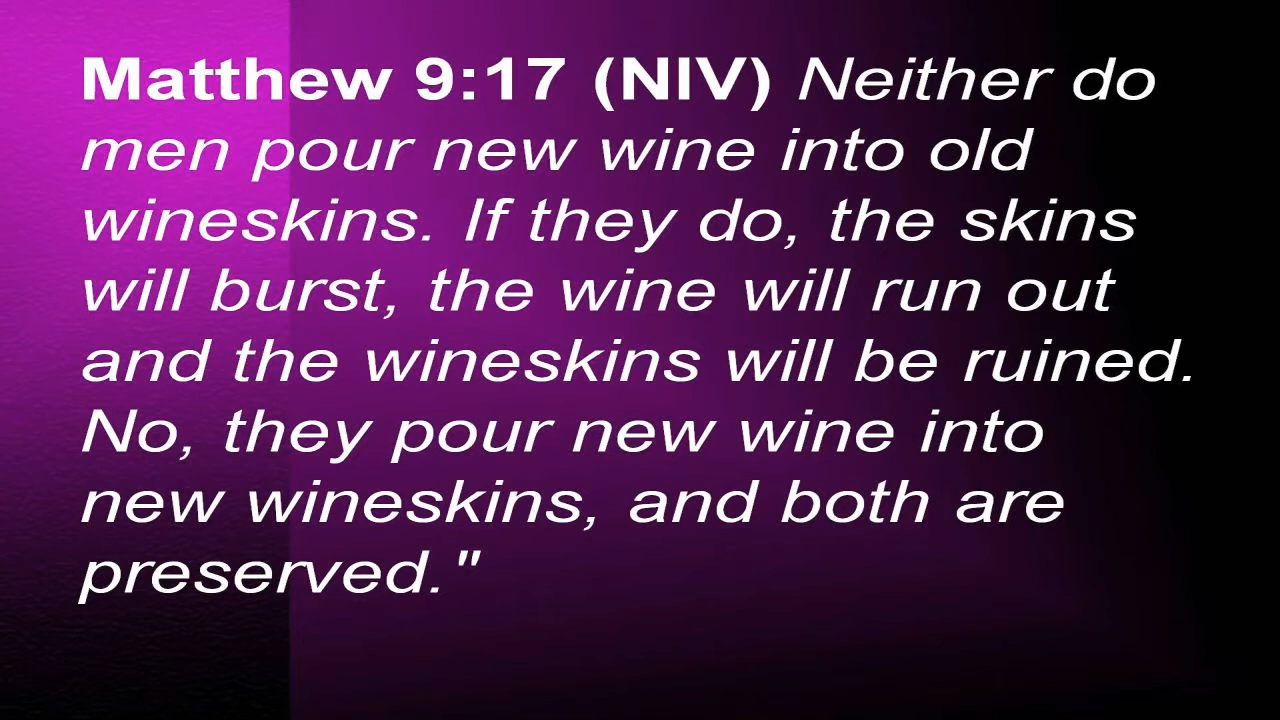 Matthew 9:17 (NIV) Neither do
men pour new wine into old
wineskins. If they do, the skins
will burst, the wine will run out
and the wineskins will be ruined.
No, they pour new wine into
new wineskins, and both are
preserved."